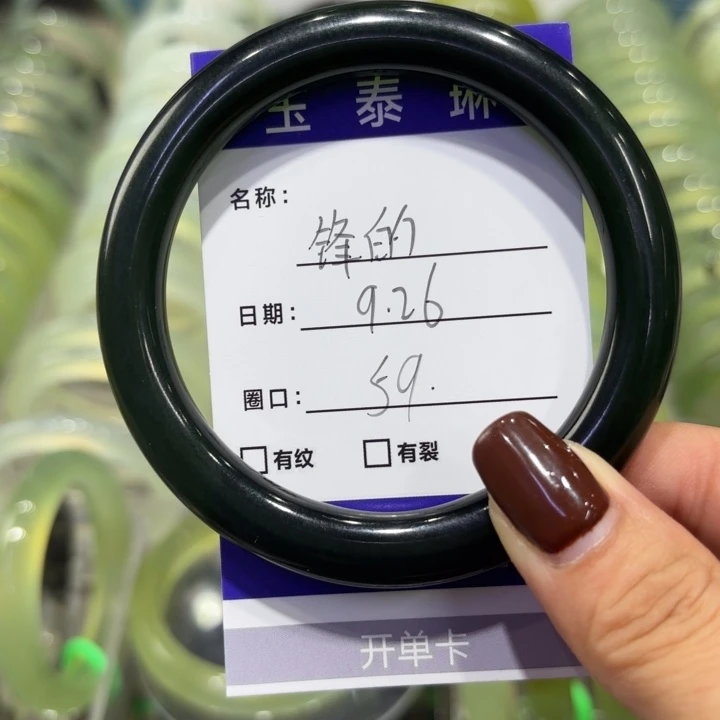 玉泰琳
名称：锋的
日期：9.26
圈口：59.
有纹 有裂
开单卡